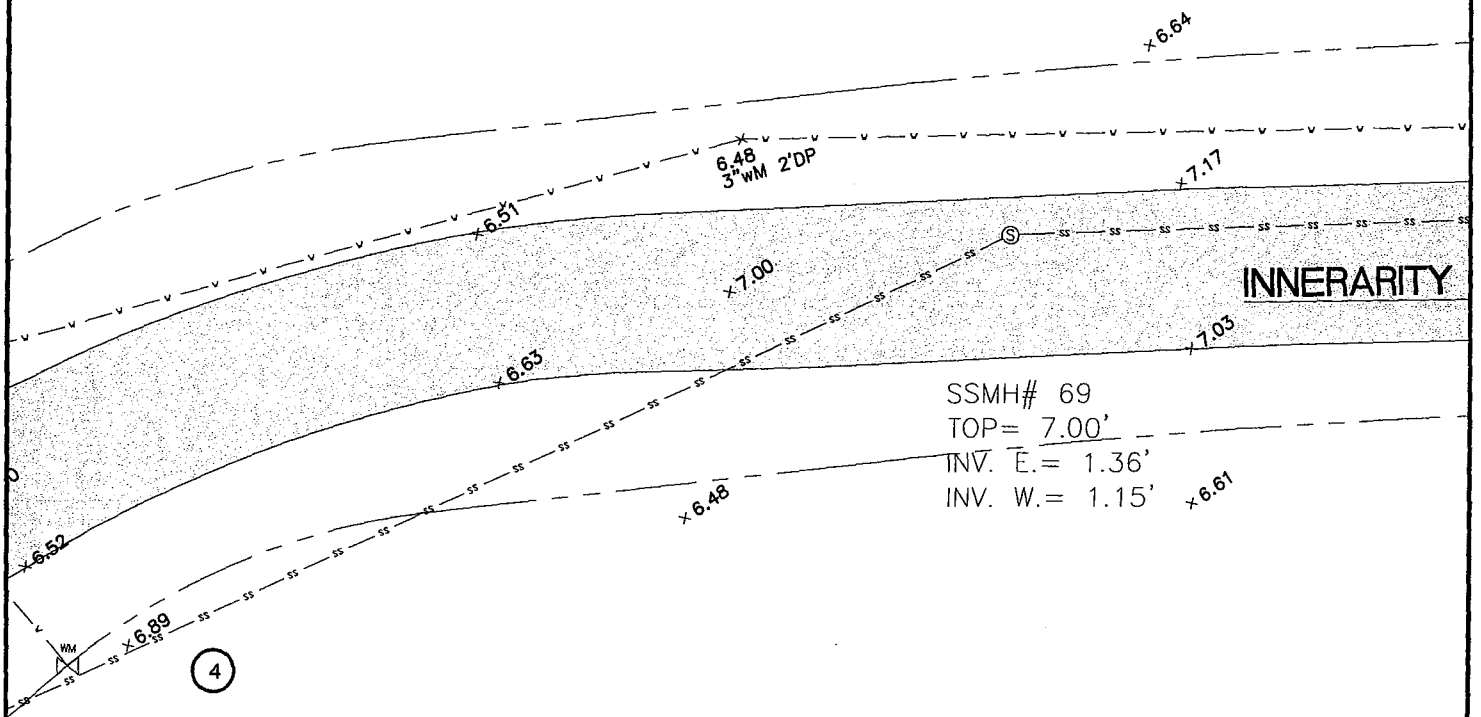 6.64
6.48
3"wM 2'DP
7.17
6.51
7.00
INNERARITY
7.03
6.63
SSMH# 69
TOP= 7.00'
INV. E.= 1.36'
INV. W.= 1.15'
6.48
6.61
6.52
6.89
WM
4